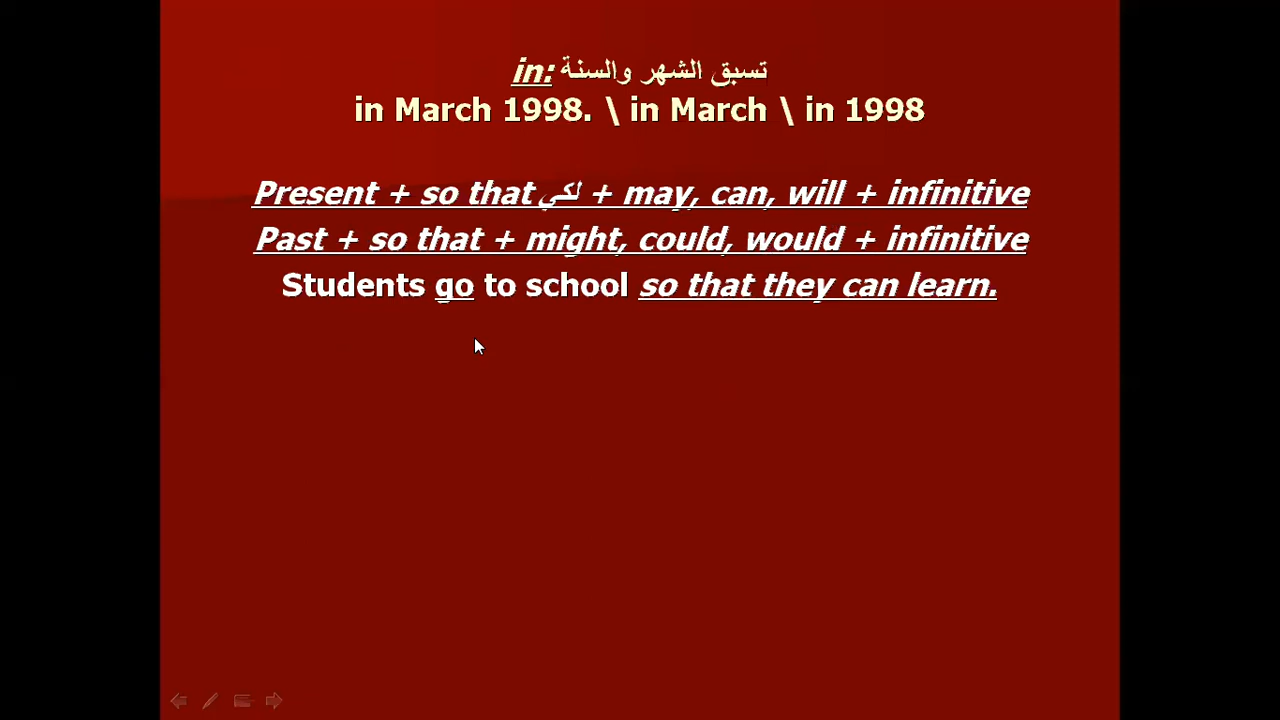 in: تسبق الشهر والسنة
in March 1998. \ in March \ in 1998
Present + so that لكي + may, can, will + infinitive
Past + so that + might, could, would + infinitive
Students go to school so that they can learn.